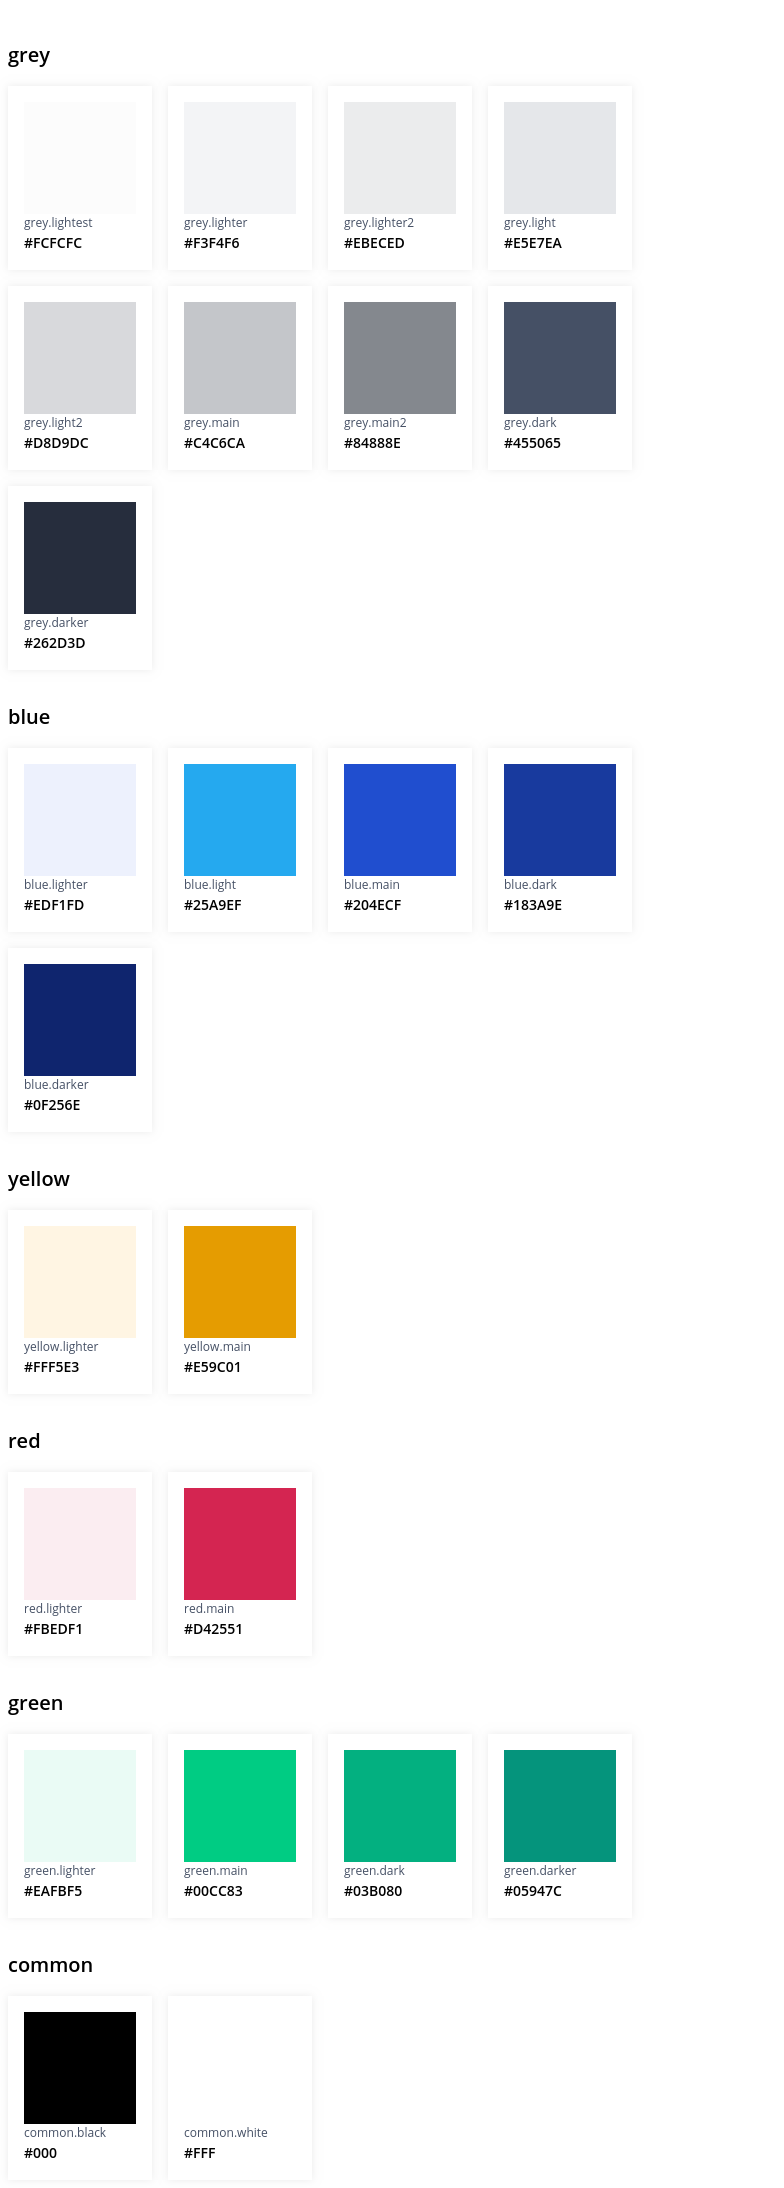 grey
grey.lightest
#FCFCFC
grey.lighter
#F3F4F6
grey.lighter2
#EBECED
grey.light
#E5E7EA
grey.light2
#D8D9DC
grey.main
#C4C6CA
grey.main2
#84888E
grey.dark
#455065
grey.darker
#262D3D
blue
blue.lighter
#EDF1FD
blue.light
#25A9EF
blue.main
#204ECF
blue.dark
#183A9E
blue.darker
#0F256E
yellow
yellow.lighter
#FFF5E3
yellow.main
#E59C01
red
red.lighter
#FBEDF1
red.main
#D42551
green
green.lighter
#EAFBF5
green.main
#00CC83
green.dark
#03B080
green.darker
#05947C
common
common.black
#000
common.white
#FFF